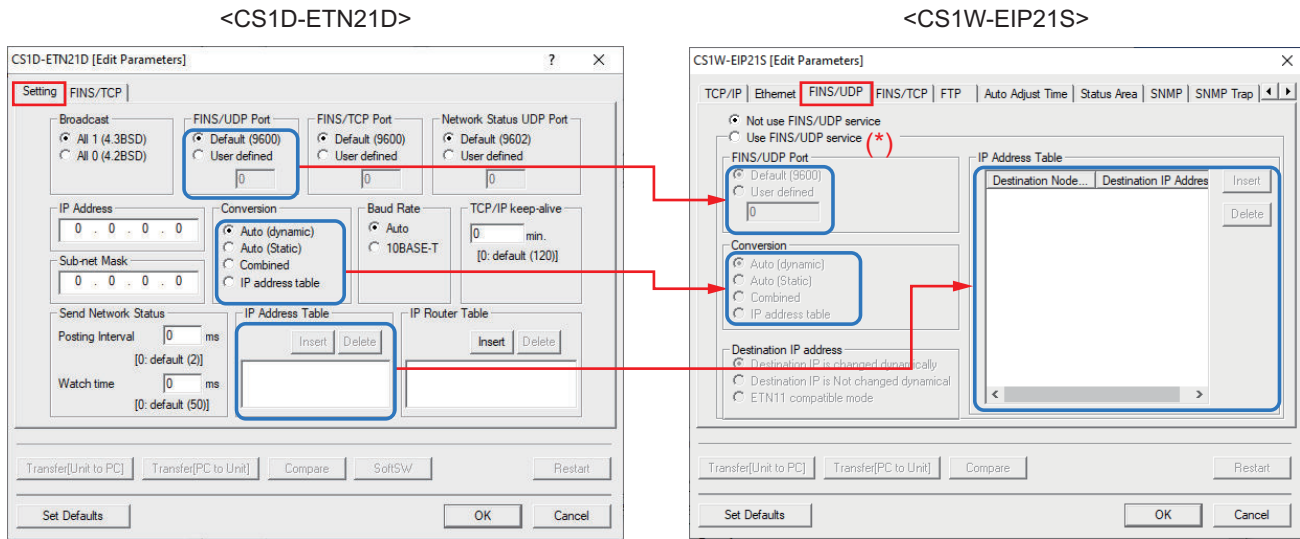 <CS1D-ETN21D>
<CS1W-EIP21S>
CS1D-ETN21D [Edit Parameters] ? ×
Setting FINS/TCP
Broadcast
All 1 (4.3BSD)
All 0 (4.2BSD)
FINS/UDP Port
Default (9600)
User defined
0
FINS/TCP Port
Default (9600)
User defined
0
Network Status UDP Port
Default (9602)
User defined
0
IP Address
0 . 0 . 0 . 0
Sub-net Mask
0 . 0 . 0 . 0
Conversion
Auto (dynamic)
Auto (Static)
Combined
IP address table
Baud Rate
Auto
10BASE-T
TCP/IP keep-alive
0 min.
[0: default (120)]
Send Network Status
Posting Interval 0 ms
[0: default (2)]
Watch time 0 ms
[0: default (50)]
IP Address Table
Insert Delete
IP Router Table
Insert Delete
Transfer[Unit to PC] Transfer[PC to Unit] Compare SoftSW Restart
Set Defaults OK Cancel
CS1W-EIP21S [Edit Parameters] ×
TCP/IP Ethernet FINS/UDP FINS/TCP FTP Auto Adjust Time Status Area SNMP SNMP Trap
Not use FINS/UDP service
Use FINS/UDP service (*)
FINS/UDP Port
Default (9600)
User defined
0
Conversion
Auto (dynamic)
Auto (Static)
Combined
IP address table
Destination IP address
Destination IP is changed dynamically
Destination IP is Not changed dynamical
ETN11 compatible mode
IP Address Table
Destination Node... Destination IP Addres
Insert
Delete
Transfer[Unit to PC] Transfer[PC to Unit] Compare Restart
Set Defaults OK Cancel